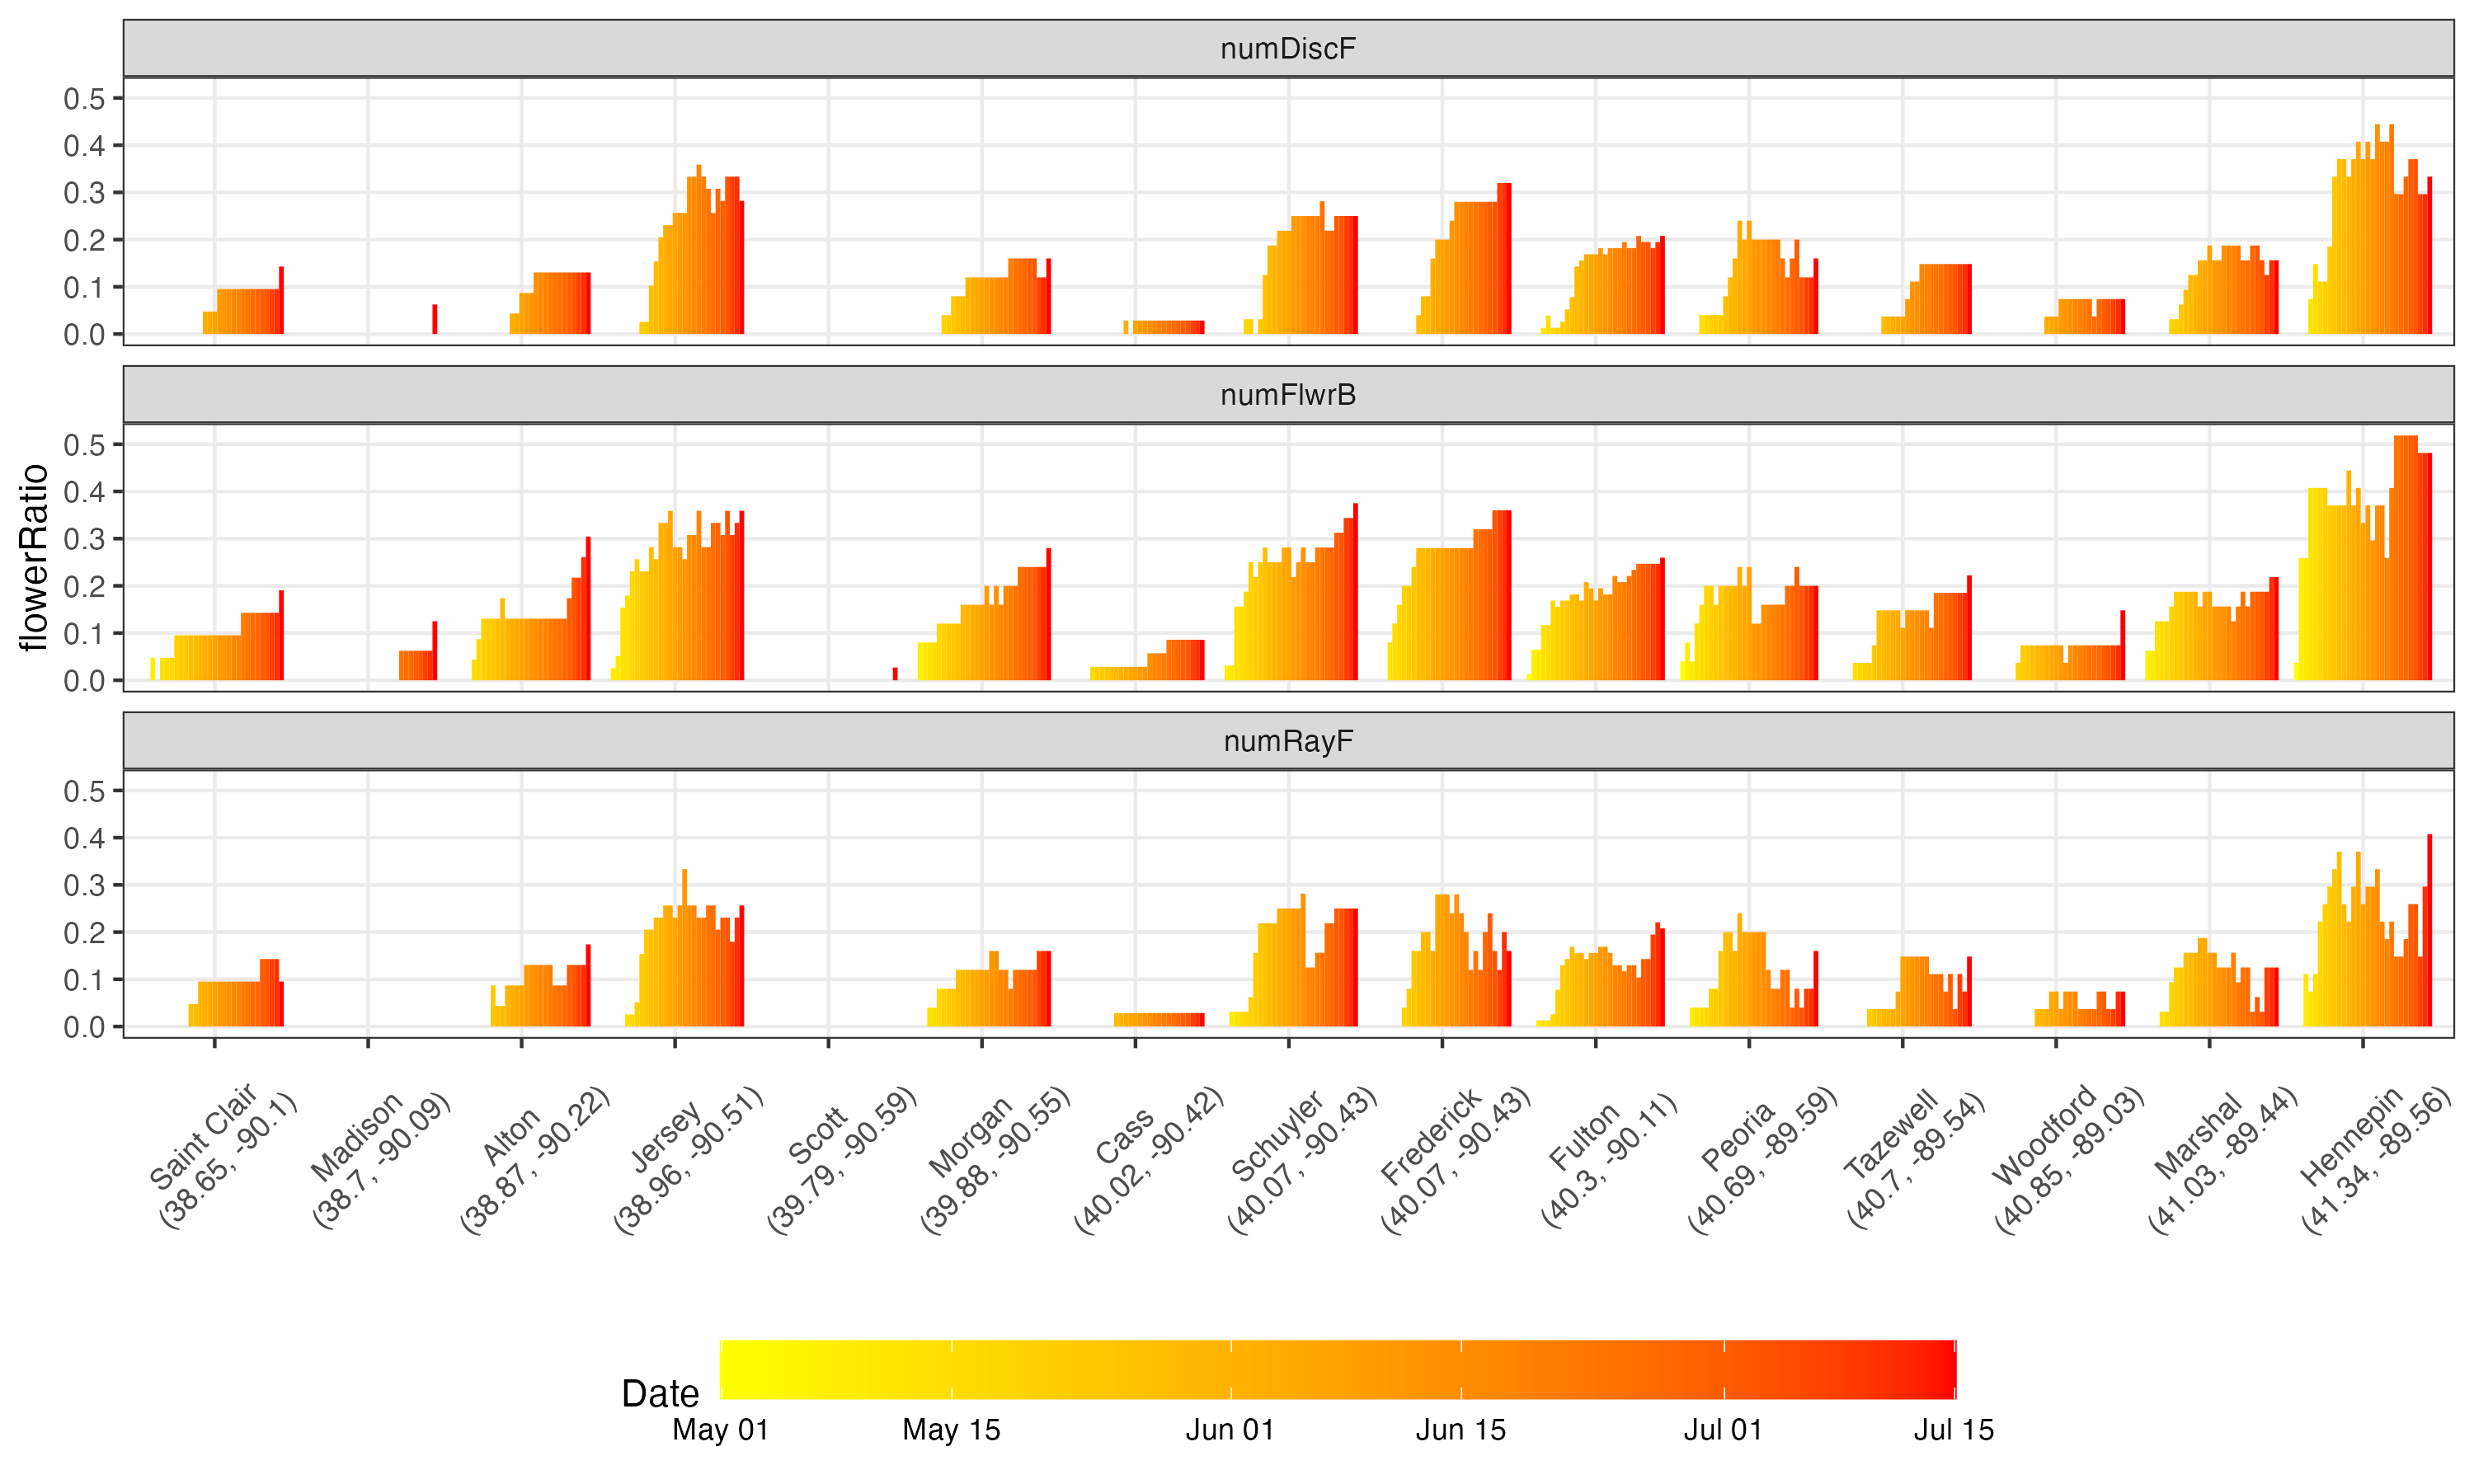 numDiscF
0.5
0.4
0.3
0.2
0.1
0.0
numFlwrB
0.5
0.4
0.3
0.2
0.1
0.0
flowerRatio
numRayF
0.5
0.4
0.3
0.2
0.1
0.0
Saint Clair
(38.65, -90.1)
Madison
(38.7, -90.09)
Alton
(38.87, -90.22)
Jersey
(38.96, -90.51)
Scott
(39.79, -90.59)
Morgan
(39.88, -90.55)
Cass
(40.02, -90.42)
Schuyler
(40.07, -90.43)
Frederick
(40.07, -90.43)
Fulton
(40.3, -90.11)
Peoria
(40.69, -89.59)
Tazewell
(40.7, -89.54)
Woodford
(40.85, -89.03)
Marshal
(41.03, -89.44)
Hennepin
(41.34, -89.56)
Date
May 01 May 15 Jun 01 Jun 15 Jul 01 Jul 15